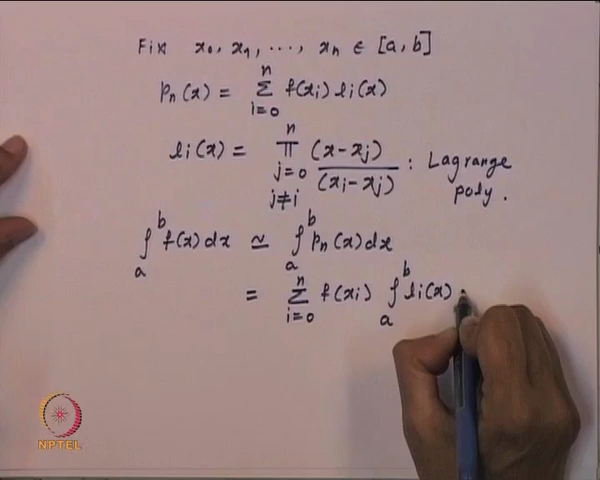 Fix x₀, x₁, ..., xₙ ∈ [a, b]
pₙ(x) = Σ_{i=0}^{n} f(xᵢ) lᵢ(x)
lᵢ(x) = Π_{j=0, j≠i}^{n} (x-xⱼ)/(xᵢ-xⱼ) : Lagrange
poly.
∫_a^b f(x)dx ≃ ∫_a^b pₙ(x)dx
= Σ_{i=0}^{n} f(xᵢ) ∫_a^b lᵢ(x)
NPTEL